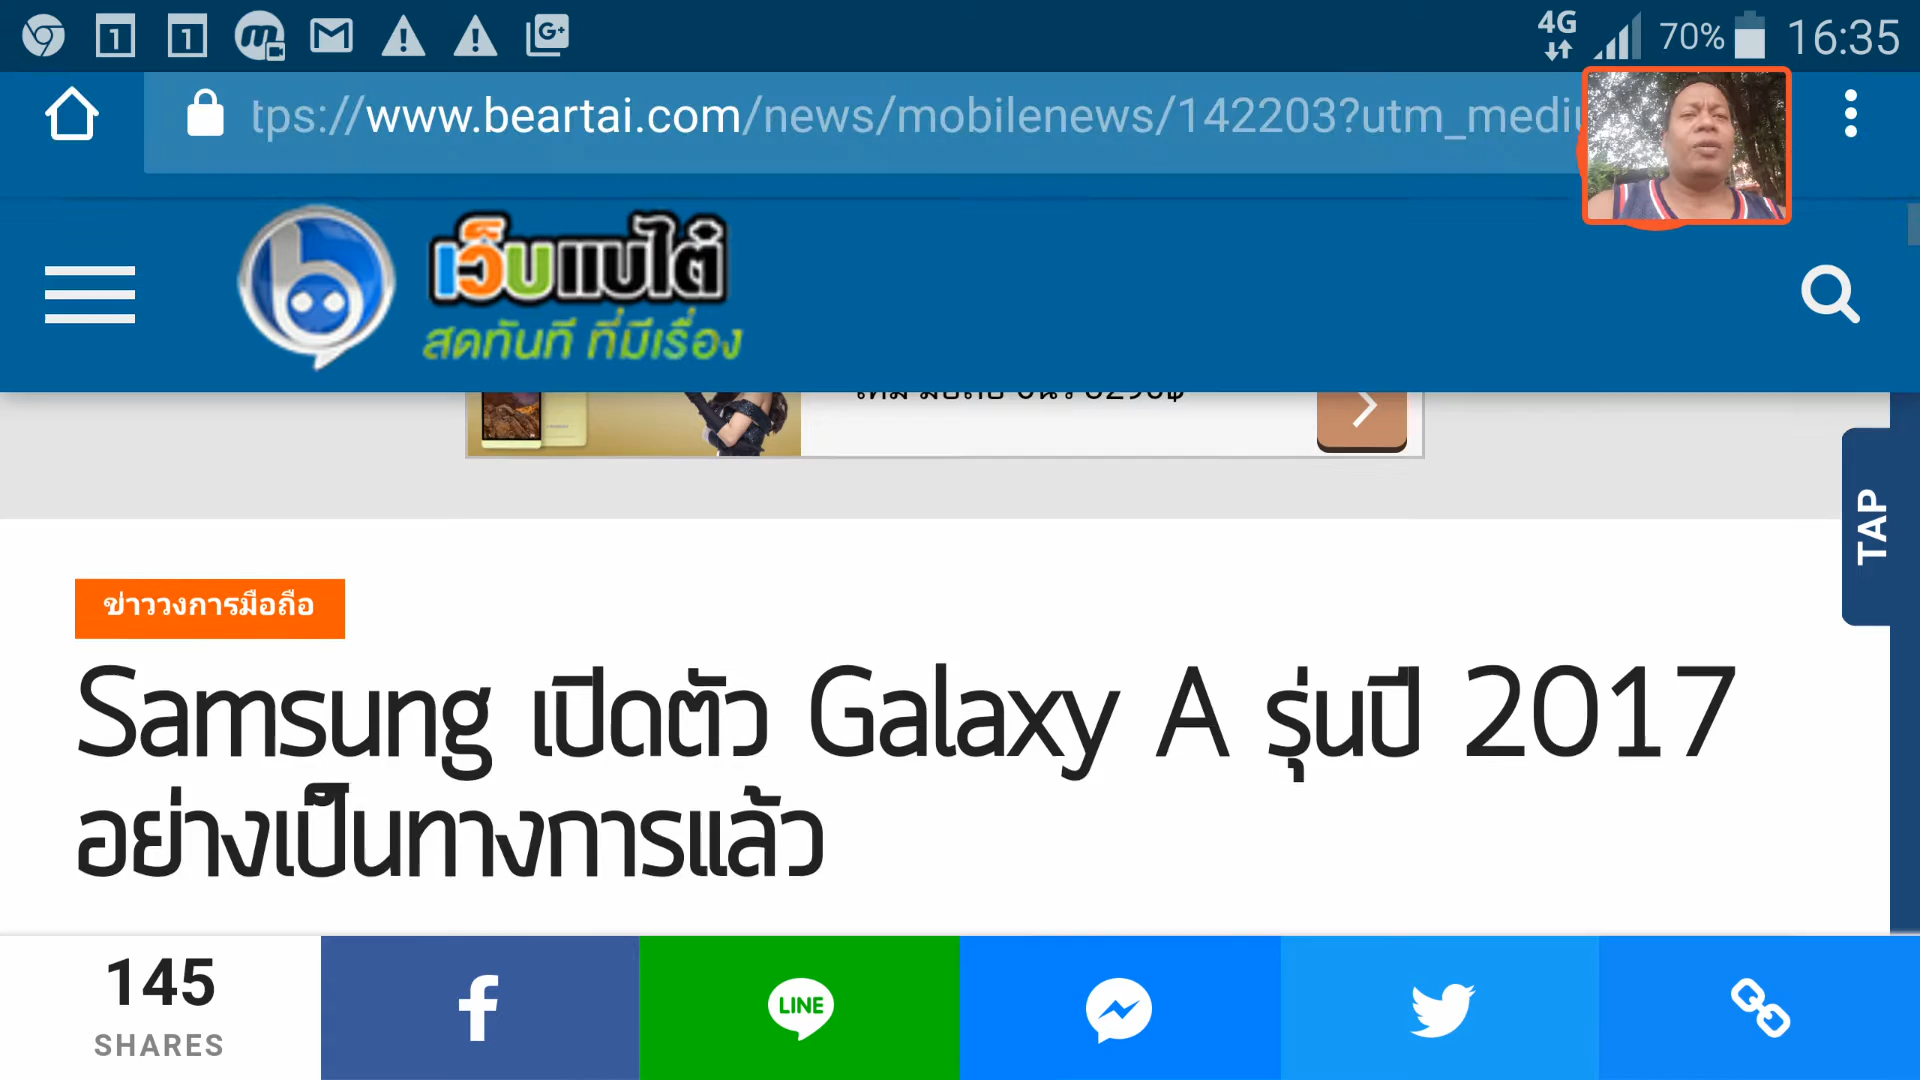 1
1
G+
4G
70%
16:35
tps://www.beartai.com/news/mobilenews/142203?utm_mediu
เว็บแบไต๋
สดทันที ที่มีเรื่อง
TAP
ข่าววงการมือถือ
Samsung เปิดตัว Galaxy A รุ่นปี 2017
อย่างเป็นทางการแล้ว
145
SHARES
LINE